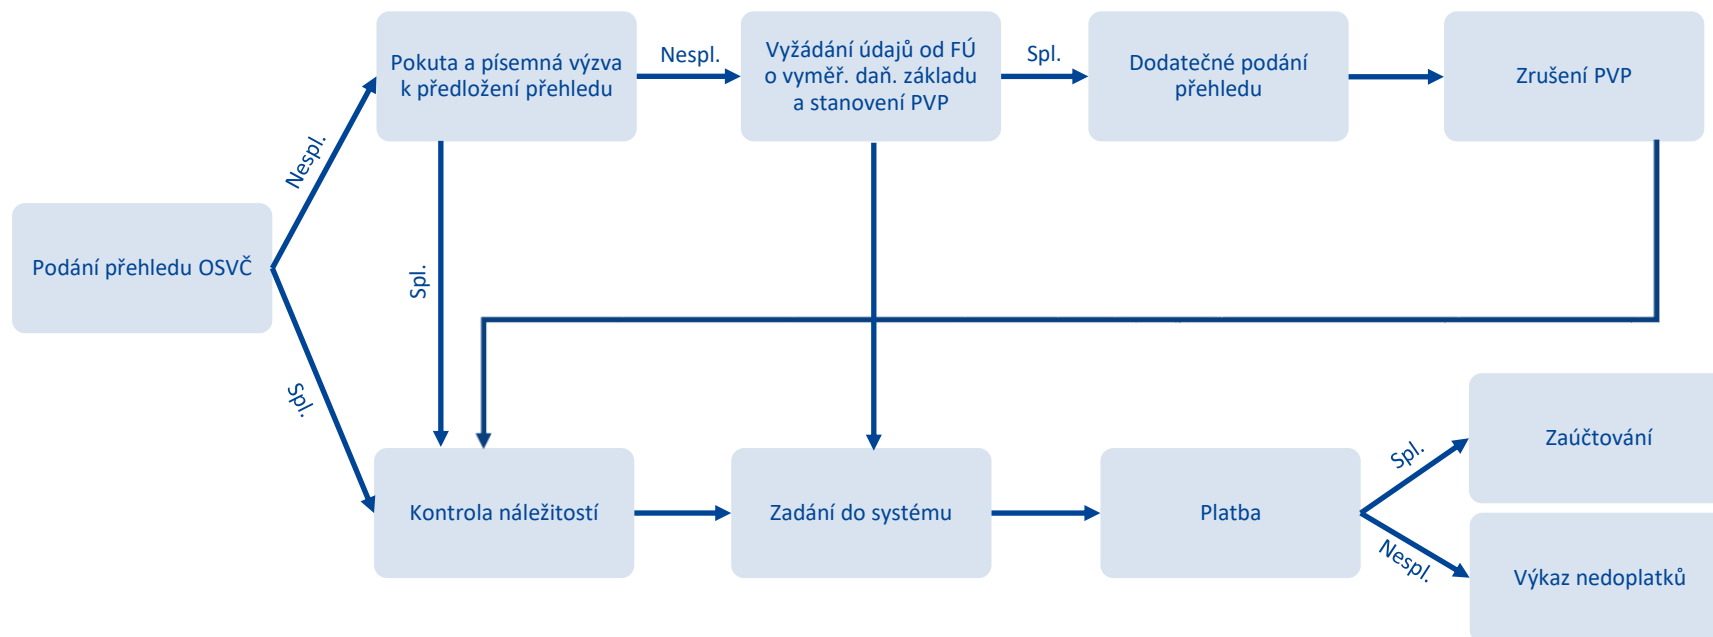 Pokuta a písemná výzva
k předložení přehledu
Nespl.
Vyžádání údajů od FÚ
o vyměř. daň. základu
a stanovení PVP
Spl.
Dodatečné podání
přehledu
Zrušení PVP
Nespl.
Podání přehledu OSVČ
Spl.
Spl.
Kontrola náležitostí
Zadání do systému
Platba
Spl.
Zaúčtování
Nespl.
Výkaz nedoplatků